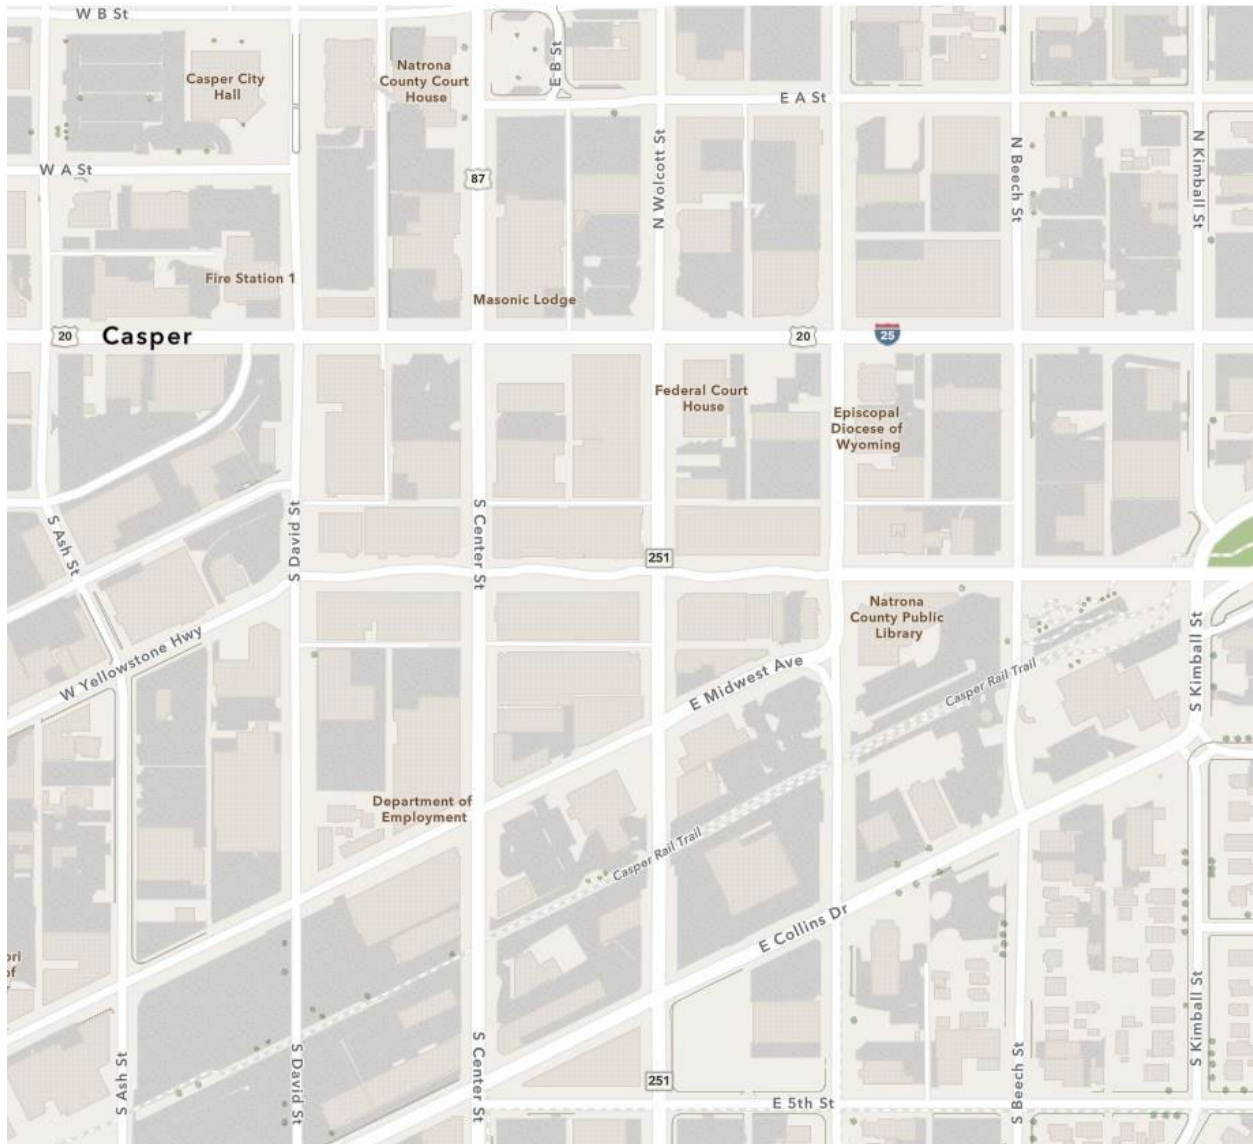 W B St
E B St
Casper City
Hall
Natrona
County Court
House
E A St
W A St
87
N Wolcott St
N Beech St
N Kimball St
Fire Station 1
Masonic Lodge
20
Casper
20
25
Federal Court
House
Episcopal
Diocese of
Wyoming
S Ash St
S David St
S Center St
251
Natrona
County Public
Library
W Yellowstone Hwy
E Midwest Ave
Casper Rail Trail
S Kimball St
Department of
Employment
Casper Rail Trail
E Collins Dr
ori
of
S Ash St
S David St
S Center St
251
S Beech St
S Kimball St
E 5th St